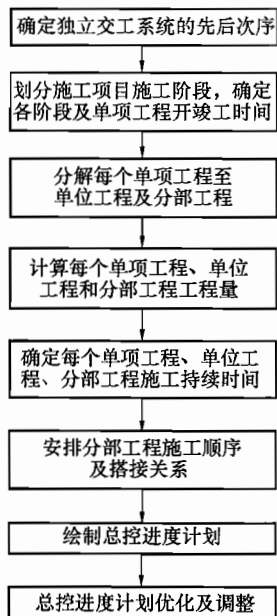 确定独立交工系统的先后次序
划分施工项目施工阶段，确定
各阶段及单项工程开竣工时间
分解每个单项工程至
单位工程及分部工程
计算每个单项工程、单位
工程和分部工程工程量
确定每个单项工程、单位工
程、分部工程施工持续时间
安排分部工程施工顺序
及搭接关系
绘制总控进度计划
总控进度计划优化及调整